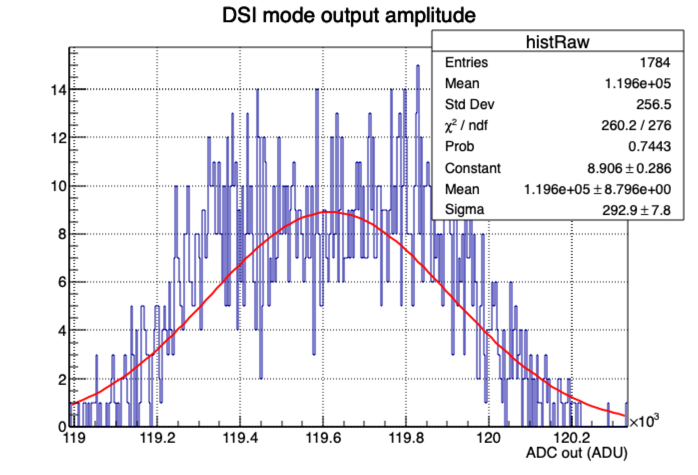 DSI mode output amplitude
histRaw
Entries 1784
Mean 1.196e+05
Std Dev 256.5
χ² / ndf 260.2 / 276
Prob 0.7443
Constant 8.906 ± 0.286
Mean 1.196e+05 ± 8.796e+00
Sigma 292.9 ± 7.8
14
12
10
8
6
4
2
0
119 119.2 119.4 119.6 119.8 120 120.2
×10³
ADC out (ADU)